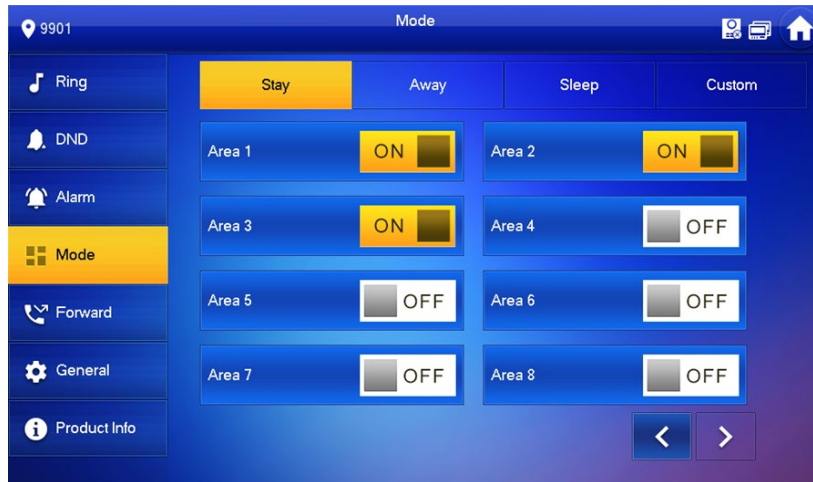 9901
Mode
Ring
DND
Alarm
Mode
Forward
General
Product Info
Stay Away Sleep Custom
Area 1 ON Area 2 ON
Area 3 ON Area 4 OFF
Area 5 OFF Area 6 OFF
Area 7 OFF Area 8 OFF